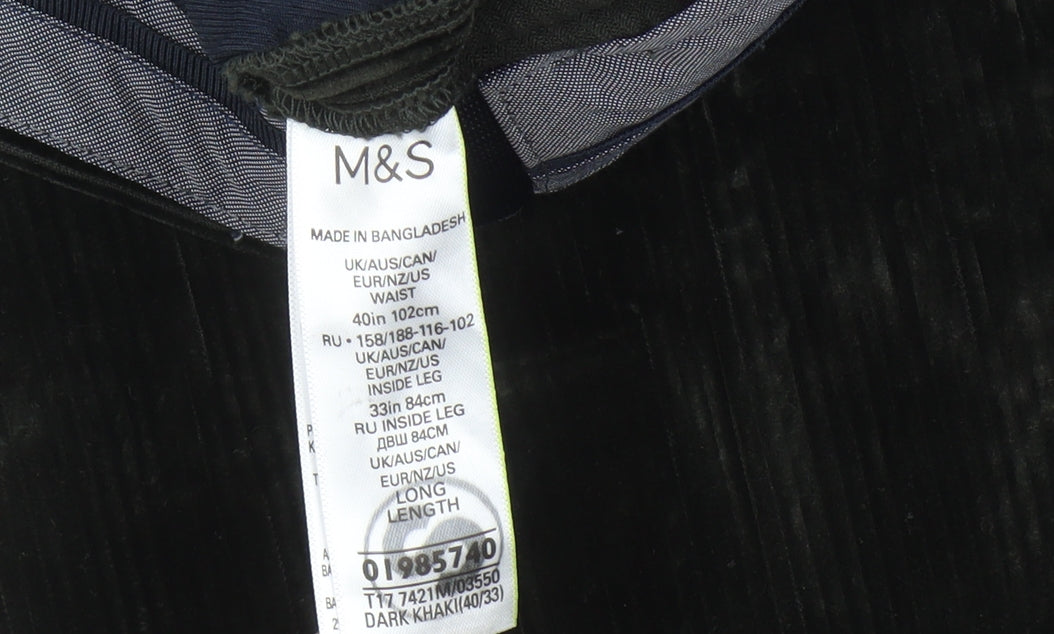 M&S
MADE IN BANGLADESH
UK/AUS/CAN/
EUR/NZ/US
WAIST
40in 102cm
RU • 158/188-116-102
UK/AUS/CAN/
EUR/NZ/US
INSIDE LEG
33in 84cm
RU INSIDE LEG
ДВШ 84CM
UK/AUS/CAN/
EUR/NZ/US
LONG
LENGTH
01985740
T17 7421M/03550
DARK KHAKI(40/33)